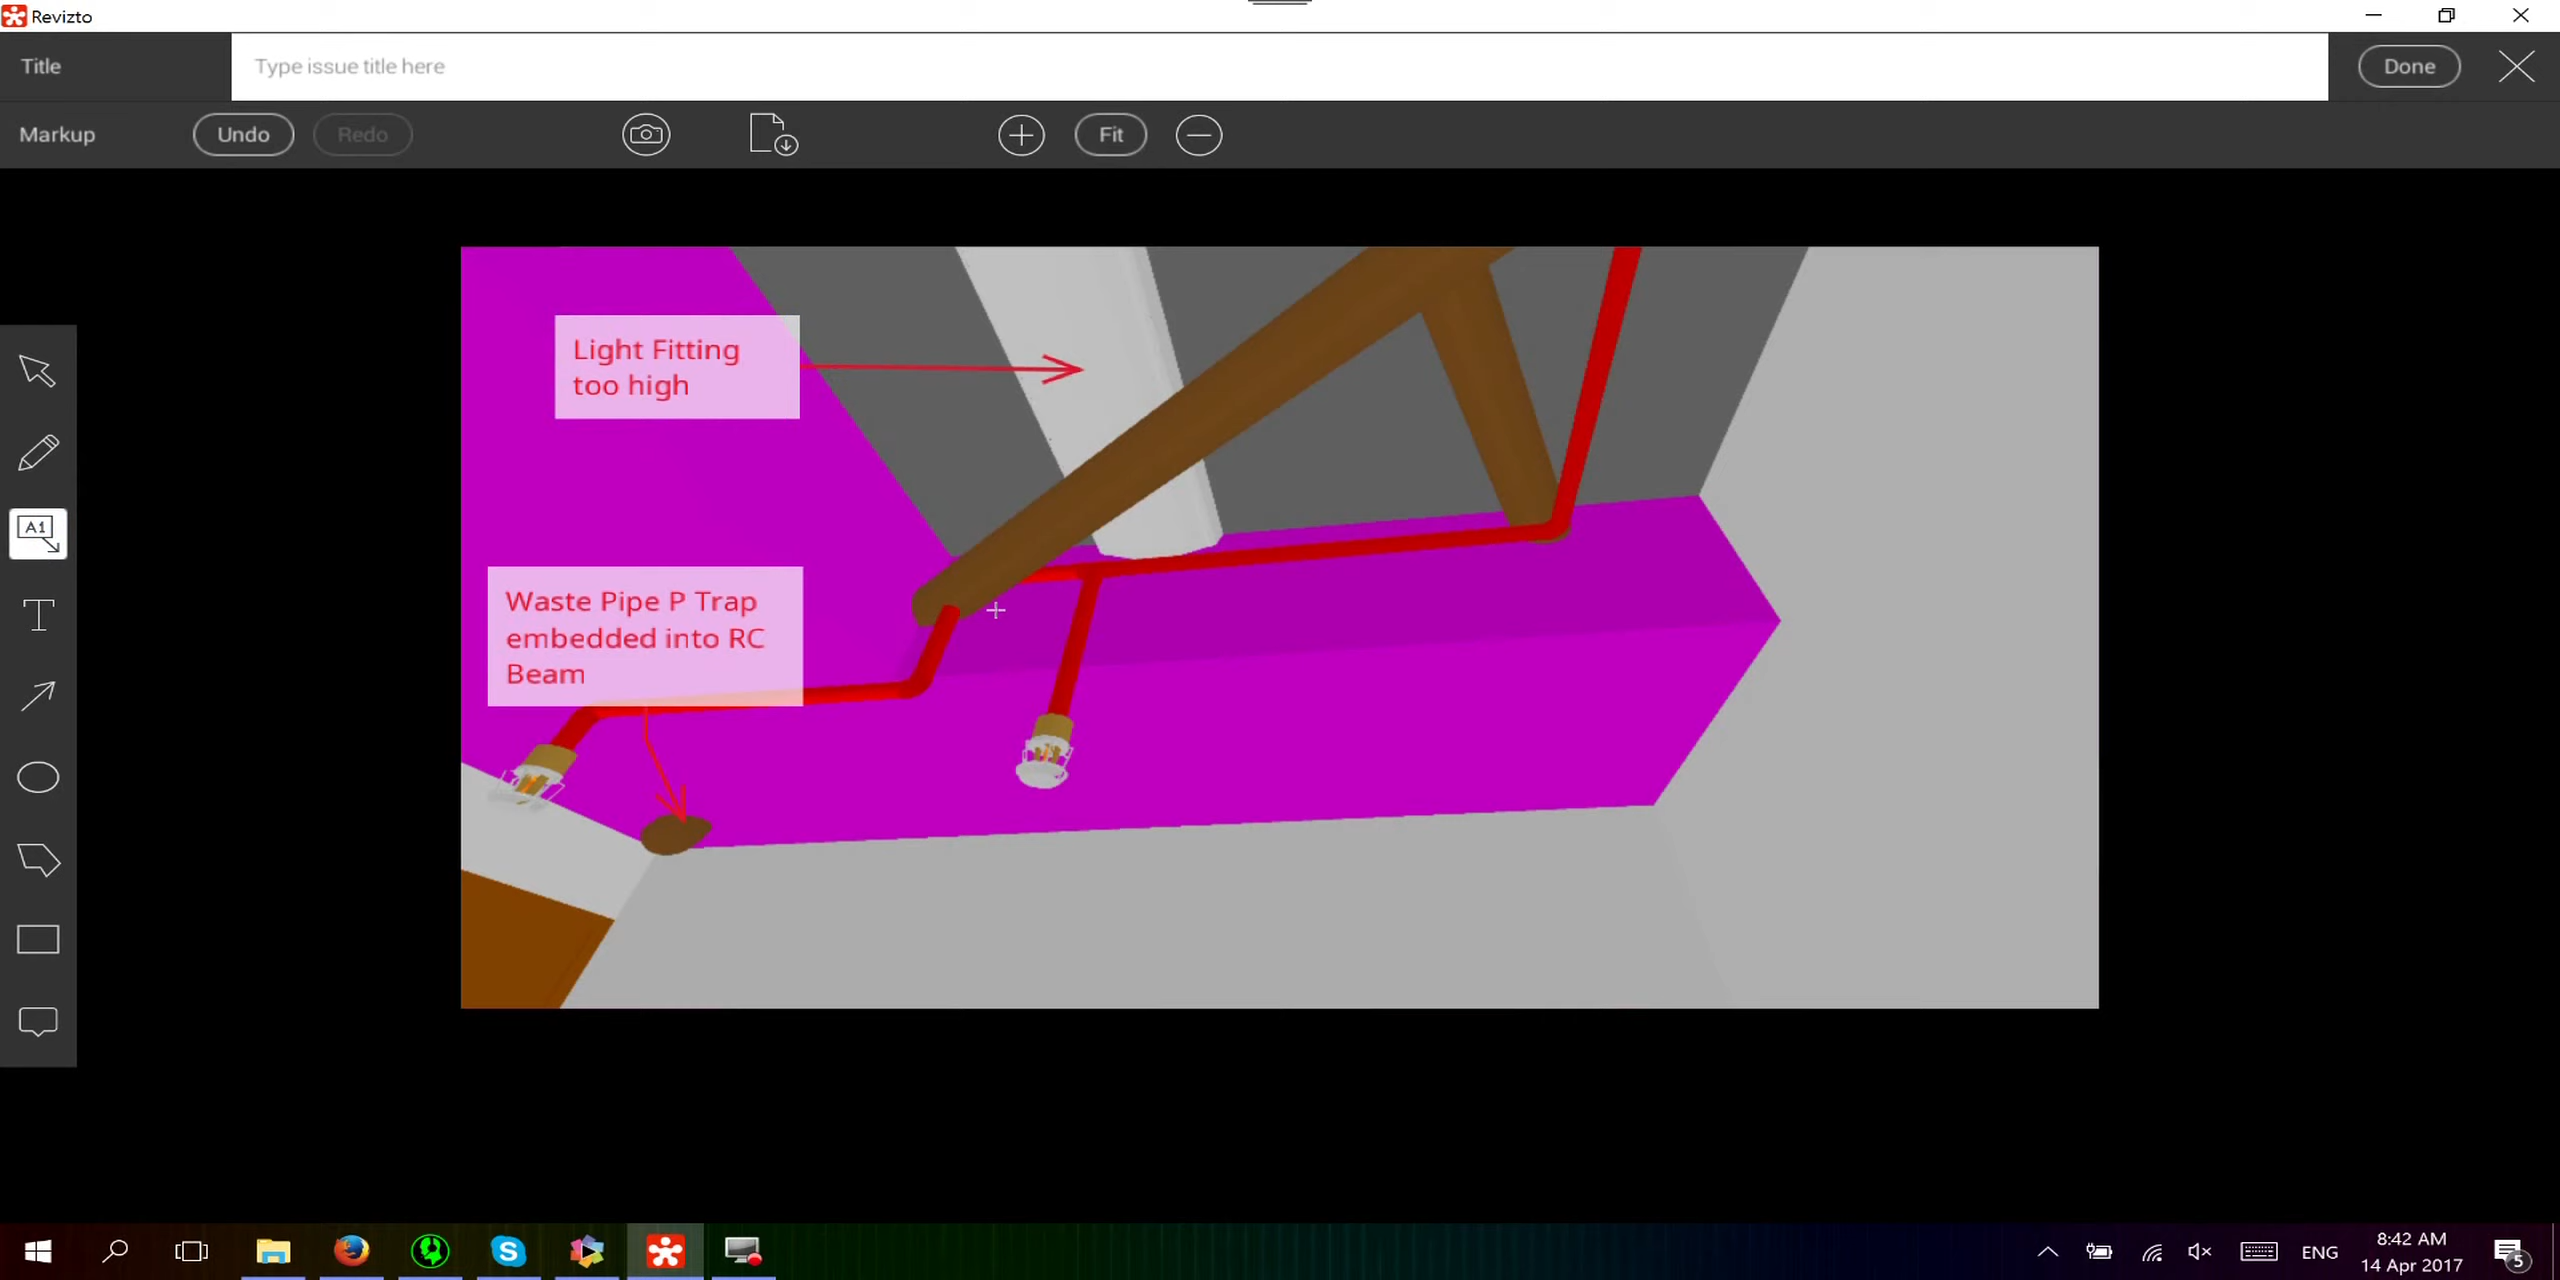 Revizto
Title
Type issue title here
Done
Markup
Undo
Redo
Fit
A1
T
Light Fitting
too high
Waste Pipe P Trap
embedded into RC
Beam
ENG
8:42 AM
14 Apr 2017
5